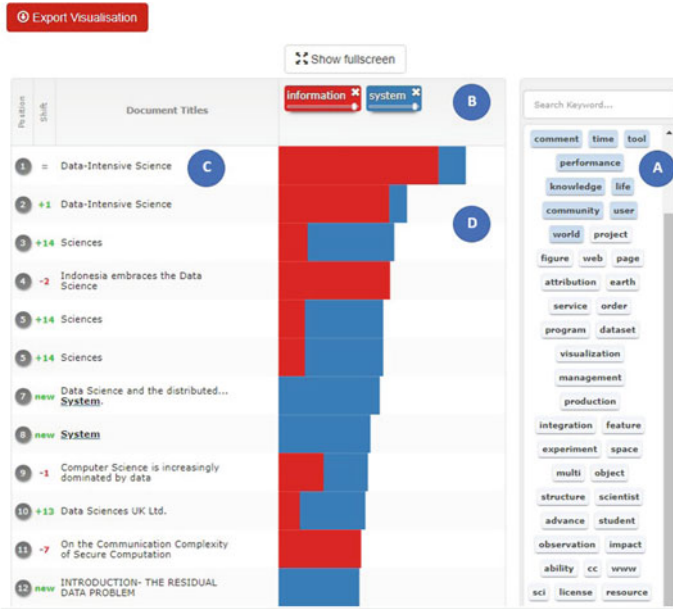 Export Visualisation
Show fullscreen
Position
Shift
Document Titles
information
system
B
Search Keyword...
1 = Data-Intensive Science
C
2 +1 Data-Intensive Science
D
3 +14 Sciences
4 -2 Indonesia embraces the Data
Science
5 +14 Sciences
5 +14 Sciences
7 new Data Science and the distributed...
System.
8 new System
9 -1 Computer Science is increasingly
dominated by data
10 +13 Data Sciences UK Ltd.
11 -7 On the Communication Complexity
of Secure Computation
12 new INTRODUCTION- THE RESIDUAL
DATA PROBLEM
comment time tool
performance
A
knowledge life
community user
world project
figure web page
attribution earth
service order
program dataset
visualization
management
production
integration feature
experiment space
multi object
structure scientist
advance student
observation impact
ability cc www
sci license resource